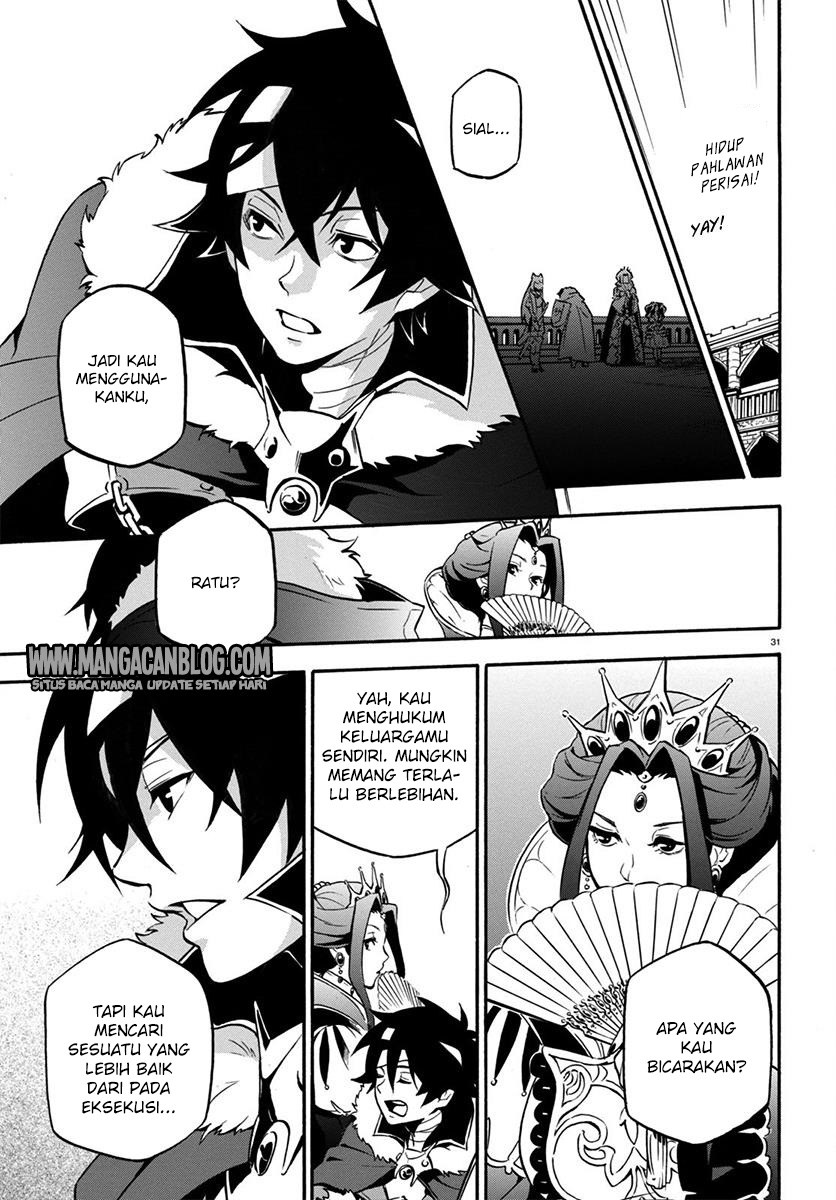 HIDUP
PAHLAWAN
PERISAI!
YAY!
SIAL...
JADI KAU
MENGGUNA-
KANKU,
RATU?
31
WWW.MANGACANBLOG.COM
SITUS BACA MANGA UPDATE SETIAP HARI
APA YANG
KAU
BICARAKAN?
YAH, KAU
MENGHUKUM
KELUARGAMU
SENDIRI. MUNGKIN
MEMANG TERLA-
LU BERLEBIHAN.
TAPI KAU
MENCARI
SESUATU YANG
LEBIH BAIK
DARI PADA
EKSEKUSI...